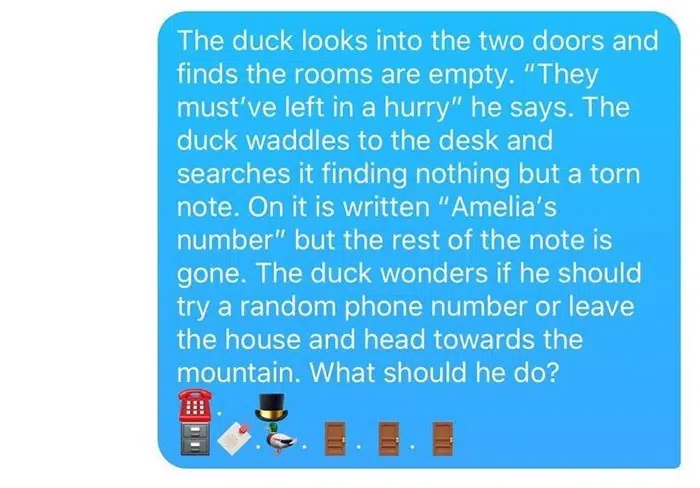 The duck looks into the two doors and
finds the rooms are empty. “They
must’ve left in a hurry” he says. The
duck waddles to the desk and
searches it finding nothing but a torn
note. On it is written “Amelia’s
number” but the rest of the note is
gone. The duck wonders if he should
try a random phone number or leave
the house and head towards the
mountain. What should he do?